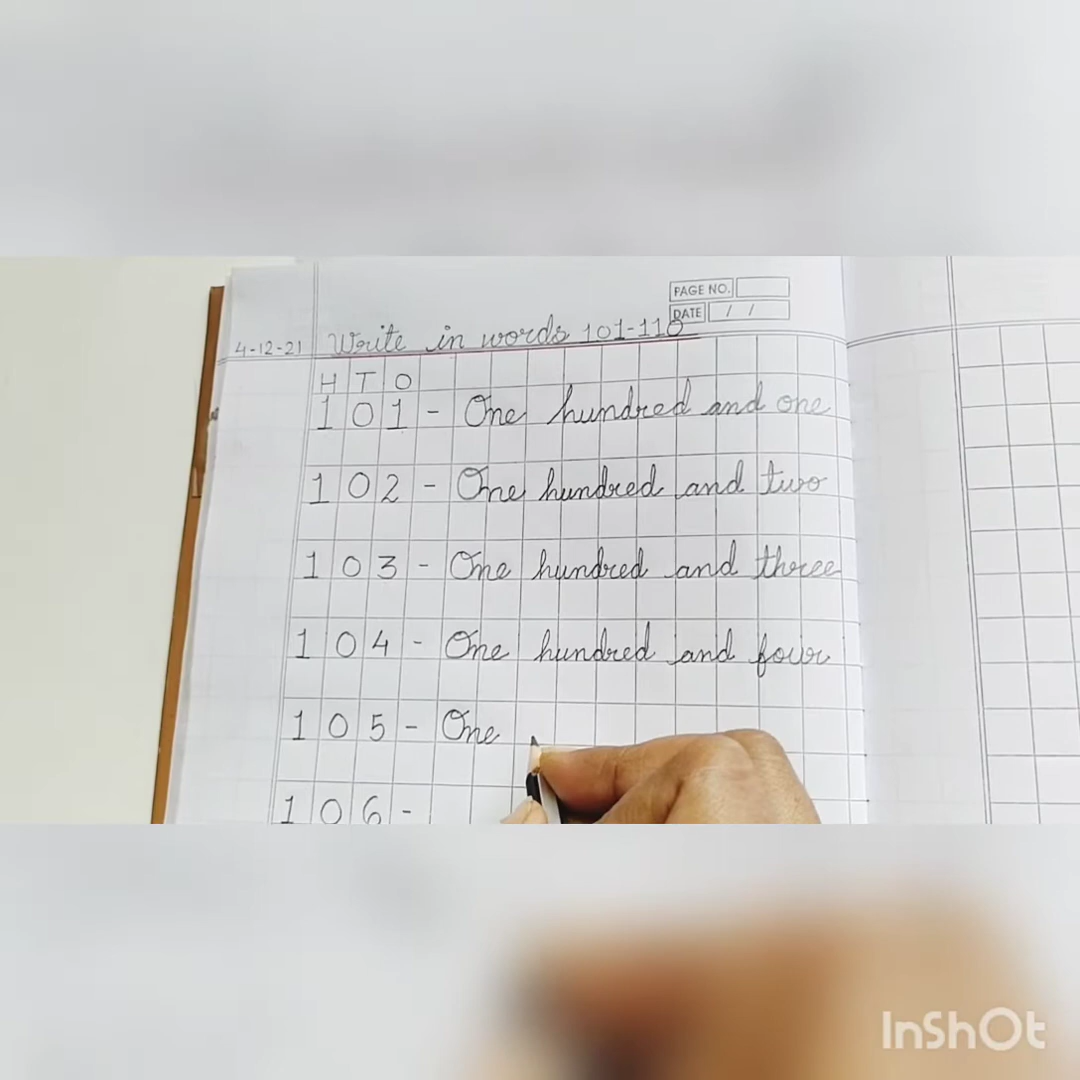 PAGE NO.
DATE / /
4-12-21 Write in words 101-110
H T O
101 - One hundred and one
102 - One hundred and two
103 - One hundred and three
104 - One hundred and four
105 - One
106 -
InShOt